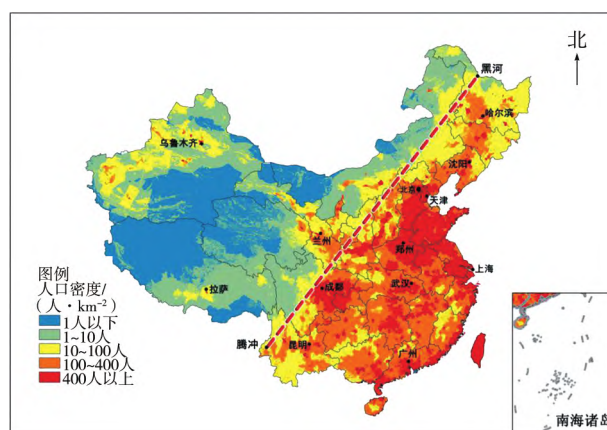 北
黑河
哈尔滨
乌鲁木齐
沈阳
北京
天津
兰州
郑州
上海
拉萨
成都
武汉
腾冲
昆明
广州
图例
人口密度/
(人·km⁻²)
1人以下
1~10人
10~100人
100~400人
400人以上
南海诸岛